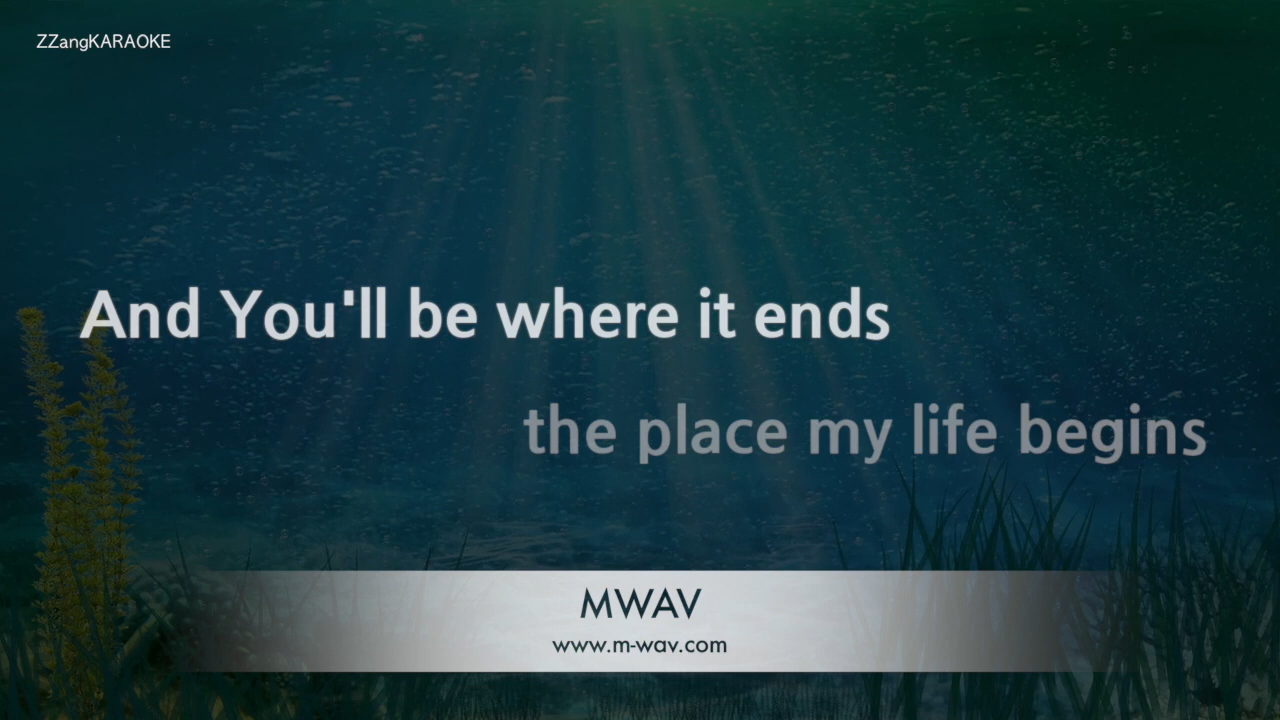 ZZangKARAOKE
And You'll be where it ends
the place my life begins
MWAV
www.m-wav.com